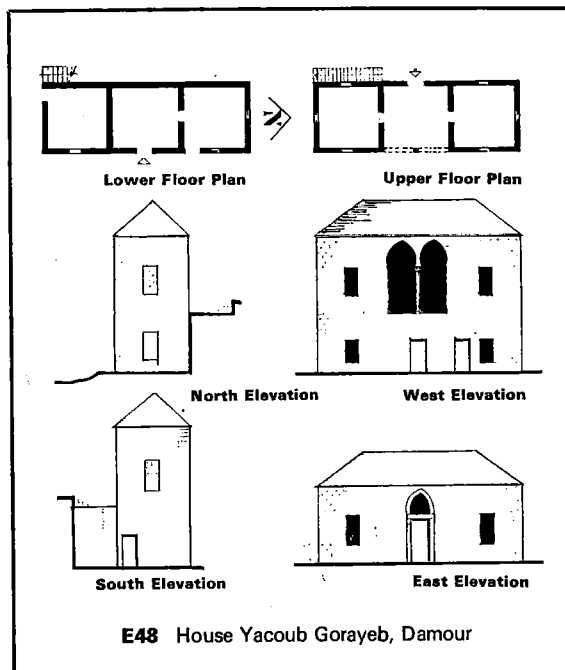 Lower Floor Plan
Upper Floor Plan
North Elevation
West Elevation
South Elevation
East Elevation
E48 House Yacoub Gorayeb, Damour